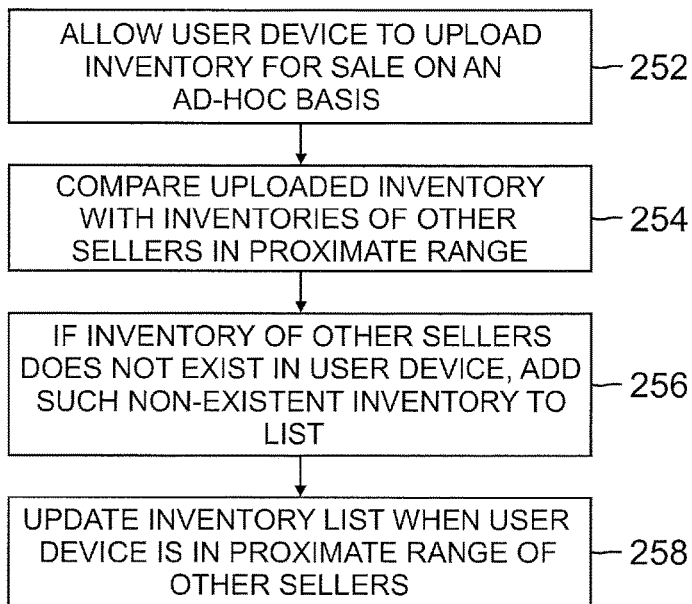 ALLOW USER DEVICE TO UPLOAD
INVENTORY FOR SALE ON AN
AD-HOC BASIS
252
COMPARE UPLOADED INVENTORY
WITH INVENTORIES OF OTHER
SELLERS IN PROXIMATE RANGE
254
IF INVENTORY OF OTHER SELLERS
DOES NOT EXIST IN USER DEVICE, ADD
SUCH NON-EXISTENT INVENTORY TO
LIST
256
UPDATE INVENTORY LIST WHEN USER
DEVICE IS IN PROXIMATE RANGE OF
OTHER SELLERS
258